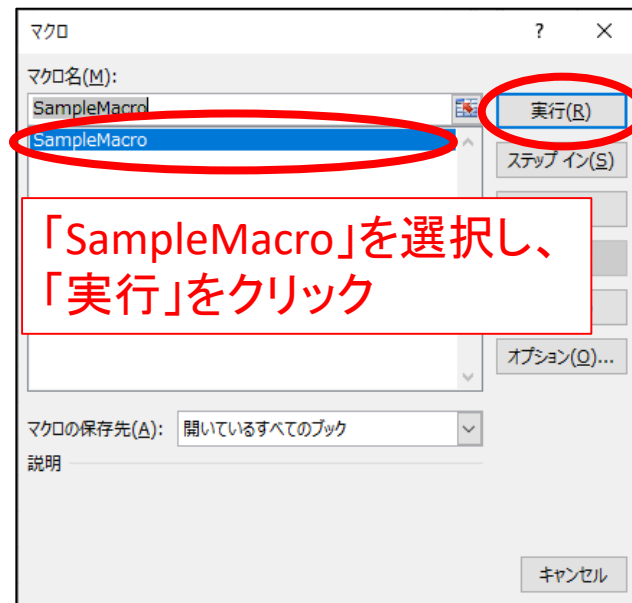 マクロ
? ×
マクロ名(M):
SampleMacro
実行(R)
SampleMacro
ステップ イン(S)
「SampleMacro」を選択し、
「実行」をクリック
オプション(O)...
マクロの保存先(A): 開いているすべてのブック
説明
キャンセル